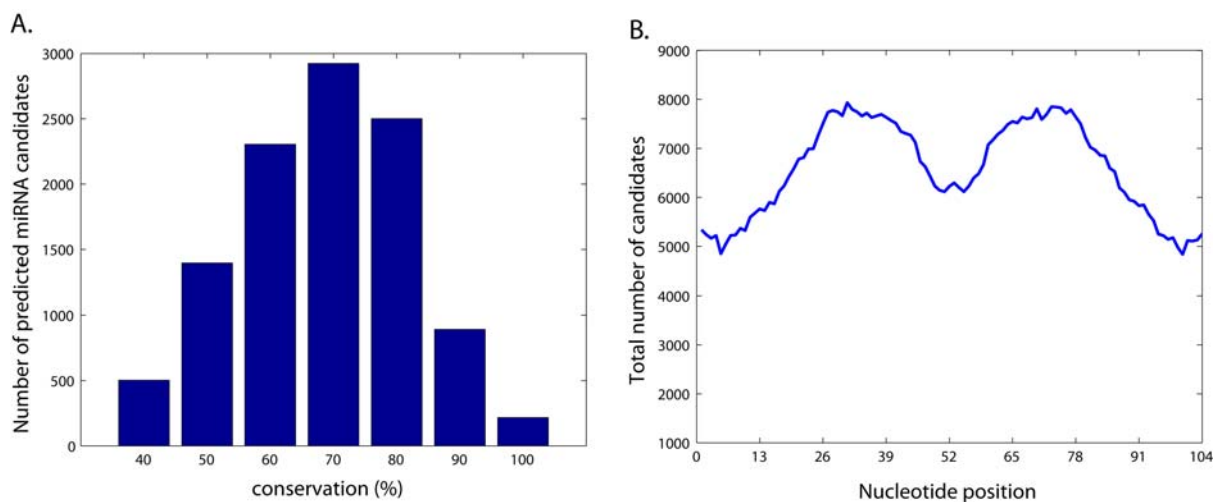 A.
Number of predicted miRNA candidates
3000
2500
2000
1500
1000
500
0
40 50 60 70 80 90 100
conservation (%)
B.
Total number of candidates
9000
8000
7000
6000
5000
4000
3000
2000
1000
0 13 26 39 52 65 78 91 104
Nucleotide position